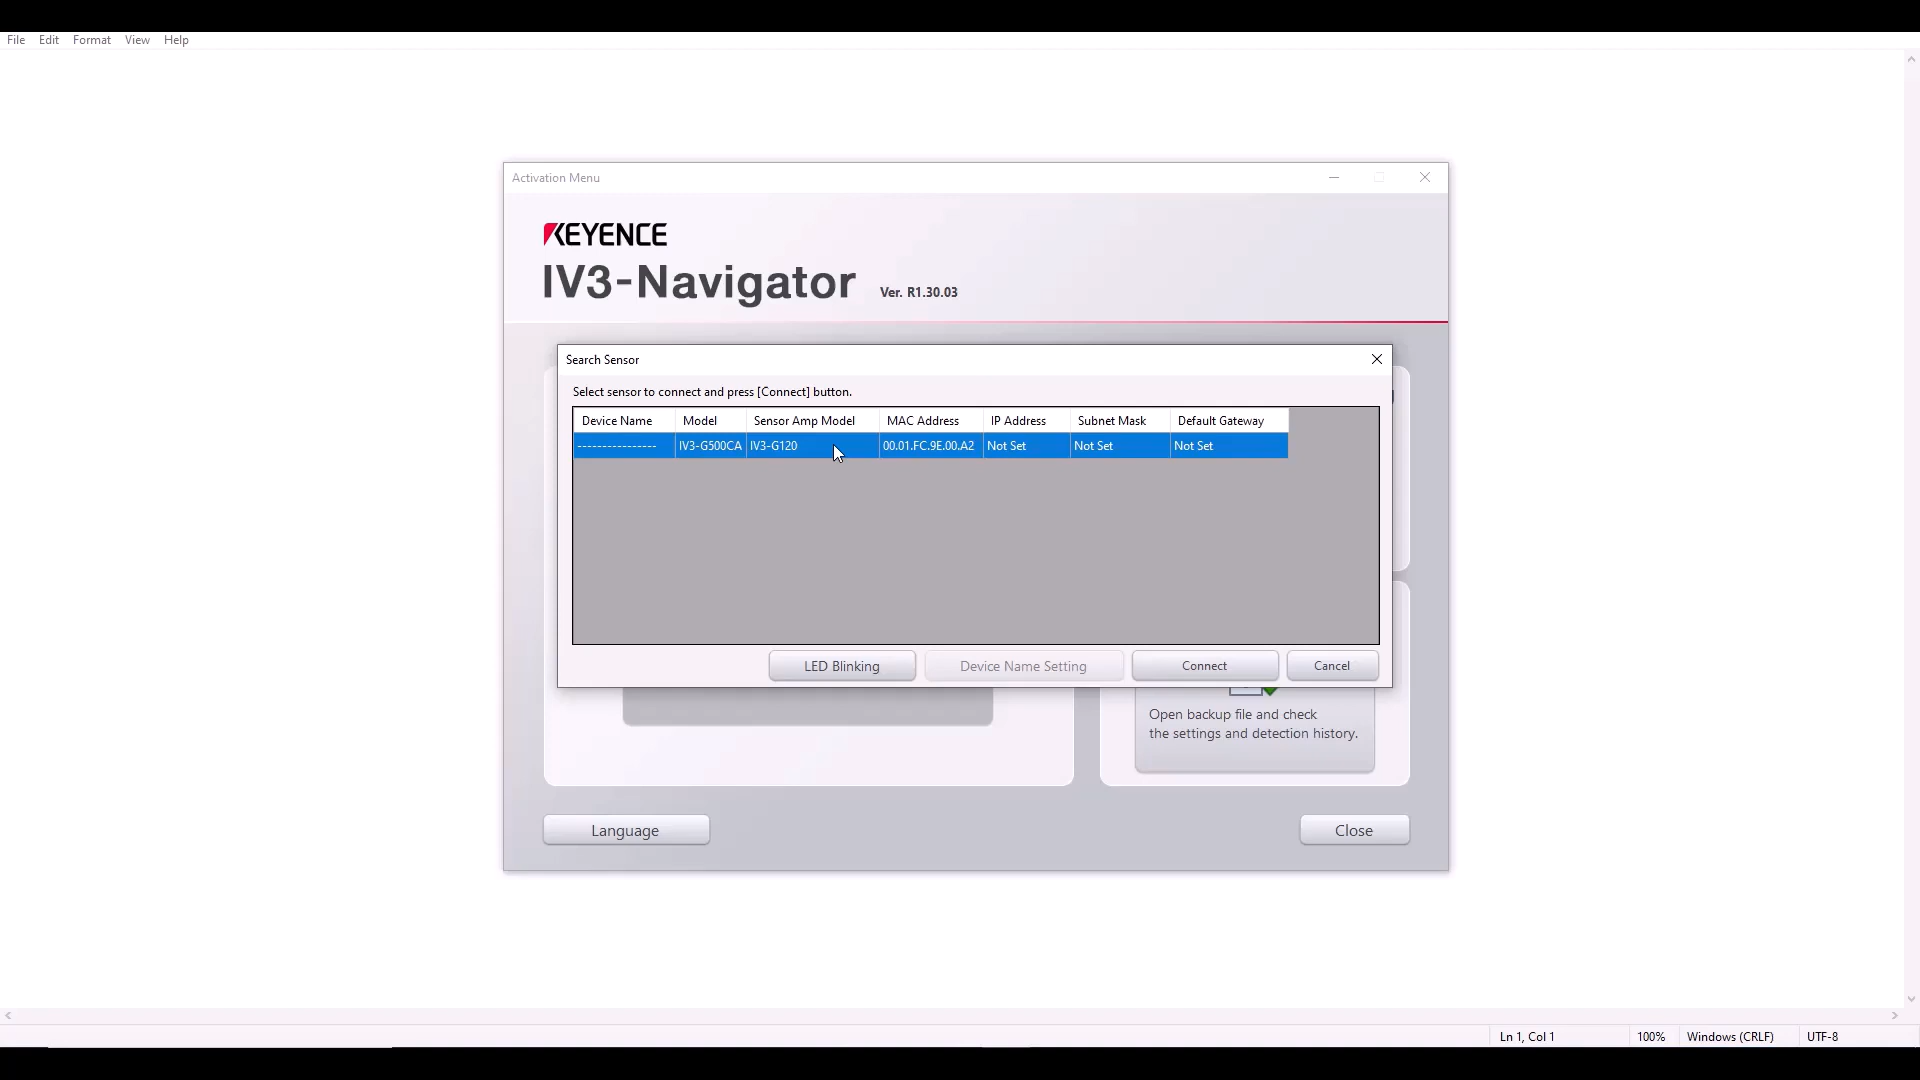 File Edit Format View Help
Activation Menu
KEYENCE
IV3-Navigator Ver. R1.30.03
Search Sensor
Select sensor to connect and press [Connect] button.
Device Name Model Sensor Amp Model MAC Address IP Address Subnet Mask Default Gateway
---------------- IV3-G500CA IV3-G120 00.01.FC.9E.00.A2 Not Set Not Set Not Set
LED Blinking Device Name Setting Connect Cancel
Open backup file and check
the settings and detection history.
Language Close
Ln 1, Col 1 100% Windows (CRLF) UTF-8